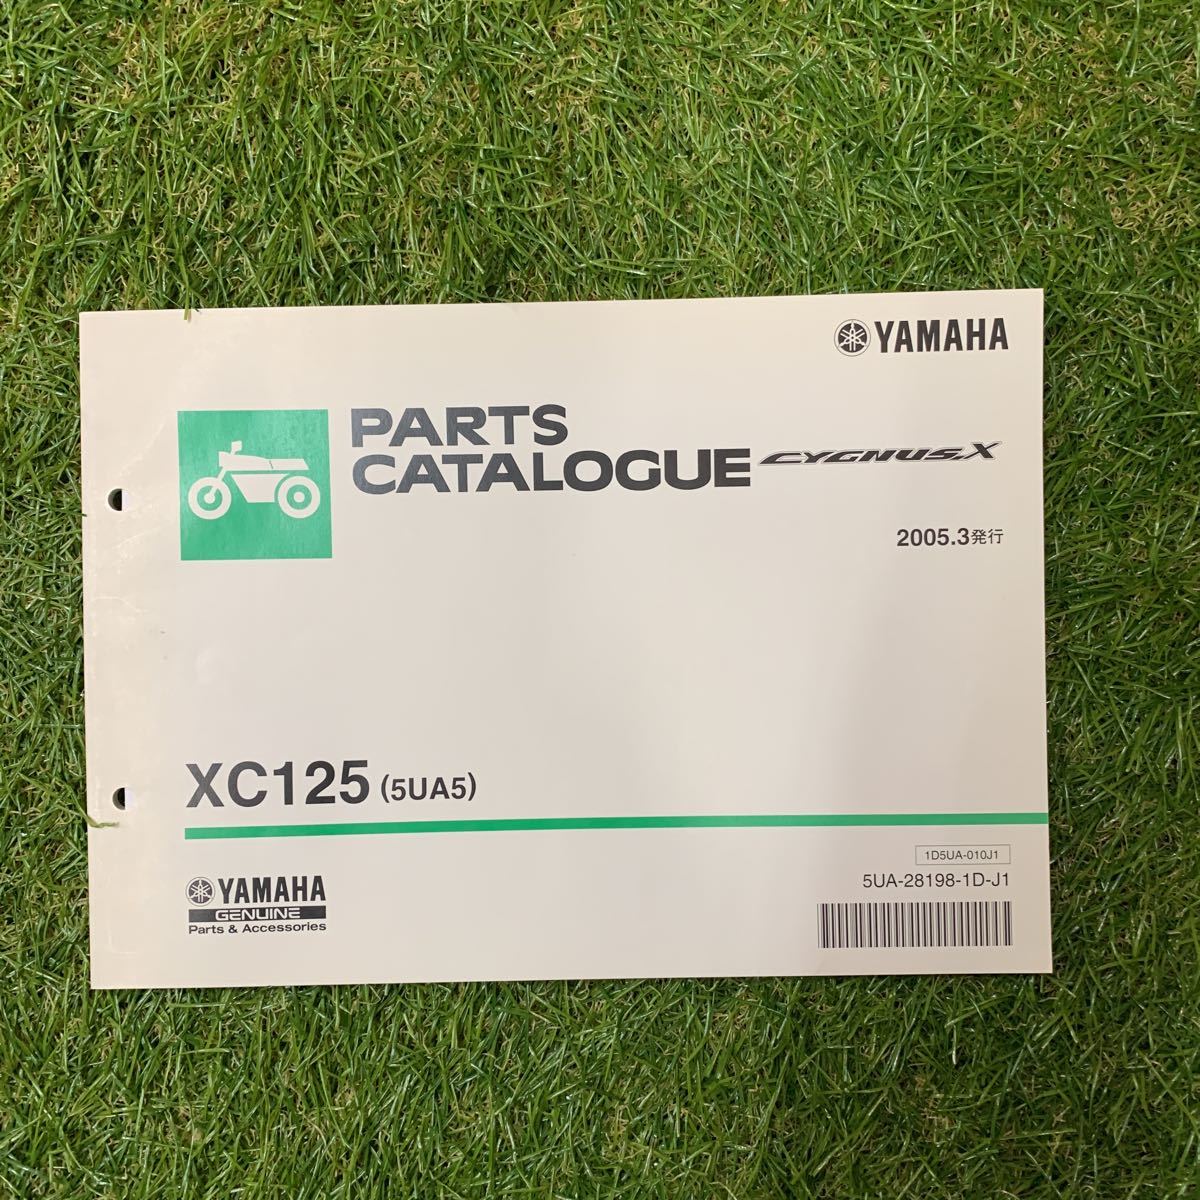 YAMAHA
PARTS
CATALOGUE CYGNUS.X
2005.3発行
XC125 (5UA5)
1D5UA-010J1
5UA-28198-1D-J1
YAMAHA
GENUINE
Parts & Accessories